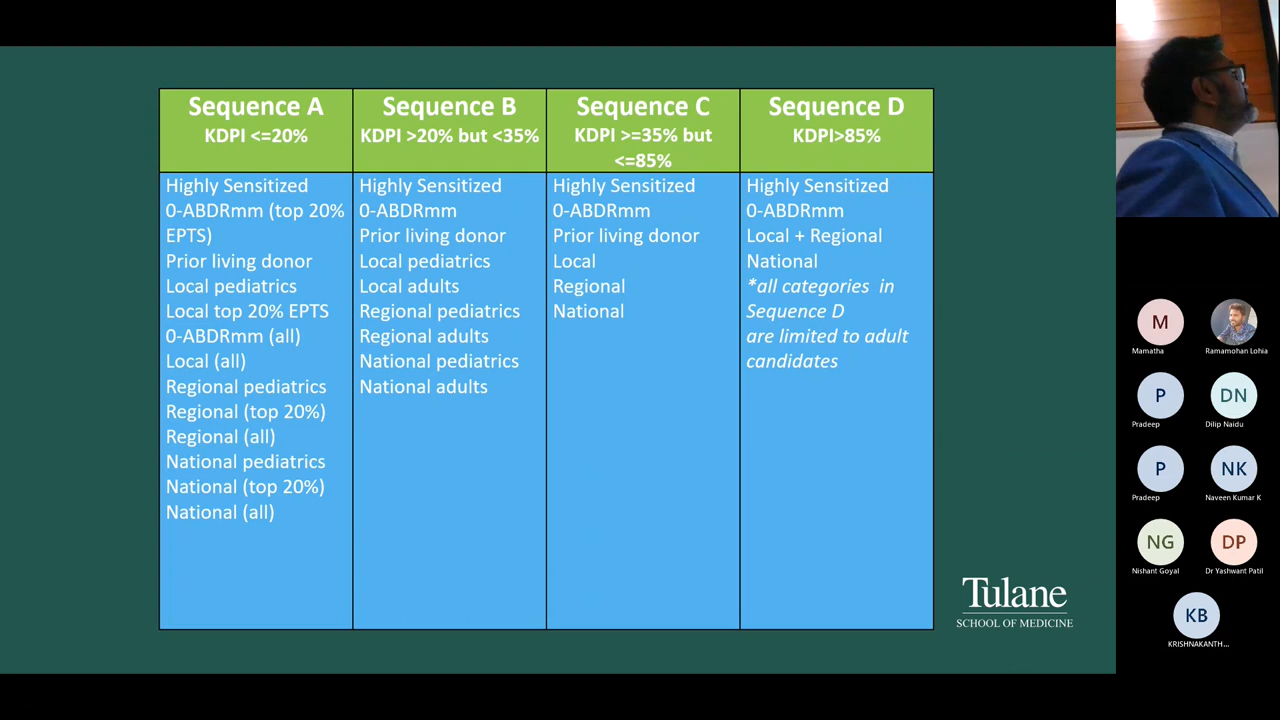 Sequence A
KDPI <=20%
Highly Sensitized
0-ABDRmm (top 20%
EPTS)
Prior living donor
Local pediatrics
Local top 20% EPTS
0-ABDRmm (all)
Local (all)
Regional pediatrics
Regional (top 20%)
Regional (all)
National pediatrics
National (top 20%)
National (all)
Sequence B
KDPI >20% but <35%
Highly Sensitized
0-ABDRmm
Prior living donor
Local pediatrics
Local adults
Regional pediatrics
Regional adults
National pediatrics
National adults
Sequence C
KDPI >=35% but
<=85%
Highly Sensitized
0-ABDRmm
Prior living donor
Local
Regional
National
Sequence D
KDPI>85%
Highly Sensitized
0-ABDRmm
Local + Regional
National
*all categories in
Sequence D
are limited to adult
candidates
Tulane
SCHOOL OF MEDICINE
M
Mamatha
Ramamohan Lohia
P
Pradeep
DN
Dilip Naidu
P
Pradeep
NK
Naveen Kumar K
NG
Nishant Goyal
DP
Dr Yashwant Patil
KB
KRISHNAKANTH...